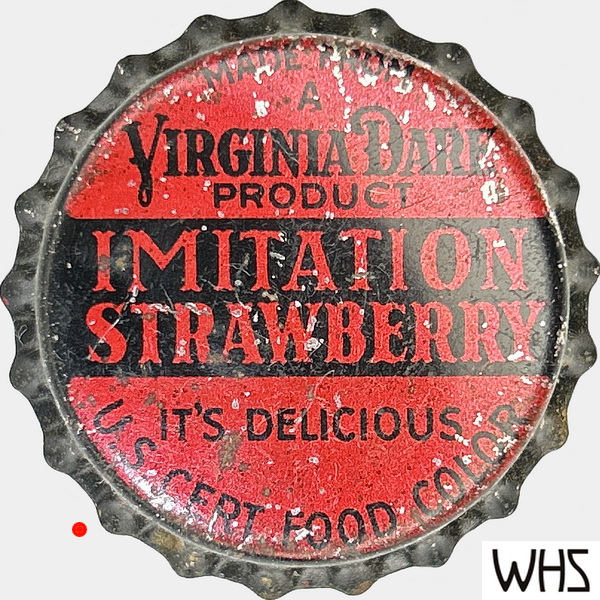 MADE FROM
A
VIRGINIA DARE
PRODUCT
IMITATION
STRAWBERRY
IT'S DELICIOUS
U.S. CERT FOOD COLOR
WHS